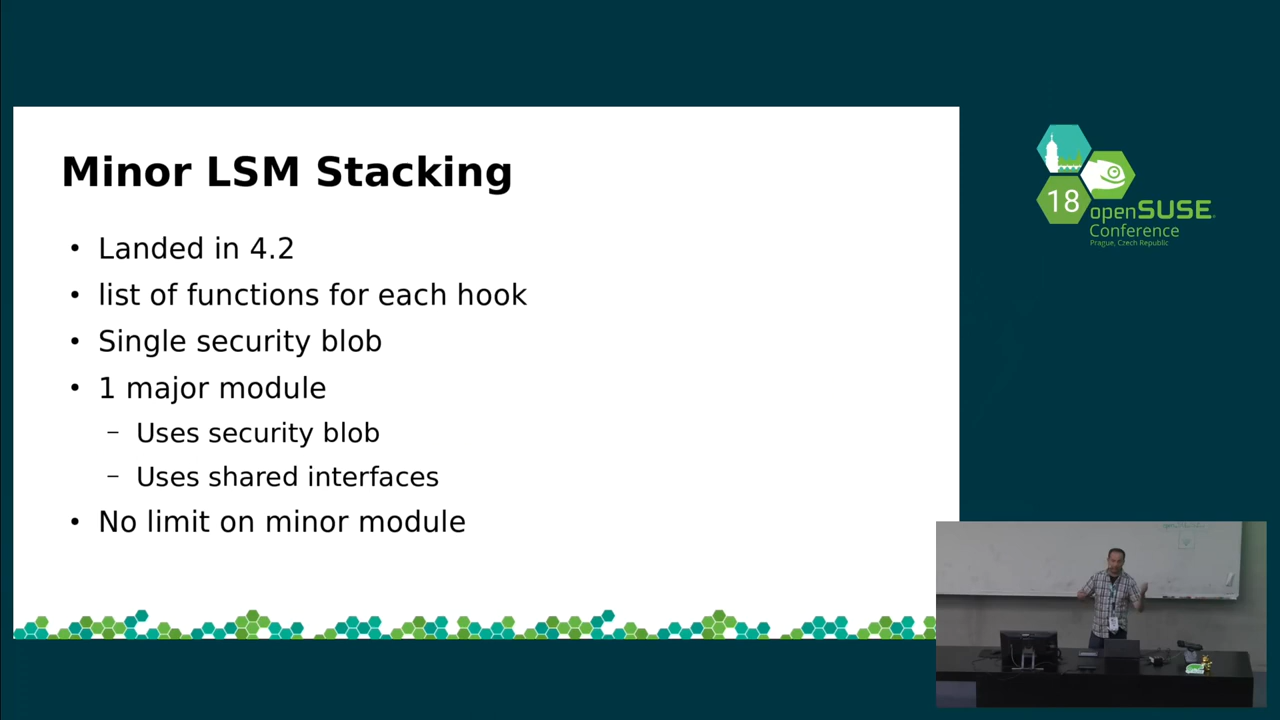 Minor LSM Stacking
• Landed in 4.2
• list of functions for each hook
• Single security blob
• 1 major module
– Uses security blob
– Uses shared interfaces
• No limit on minor module
18
openSUSE
Conference
Prague, Czech Republic